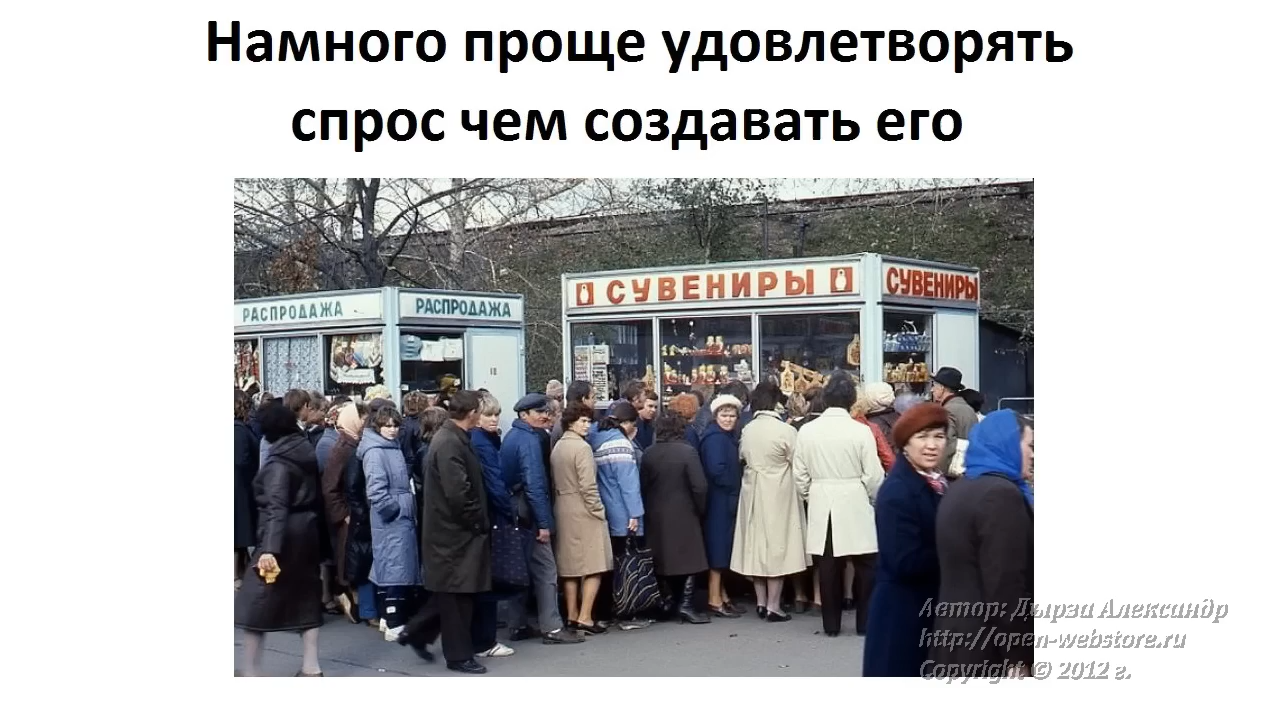 Намного проще удовлетворять
спрос чем создавать его
РАСПРОДАЖА
РАСПРОДАЖА
СУВЕНИРЫ
СУВЕНИРЫ
Автор: Дырза Александр
http://open-webstore.ru
Copyright © 2012 г.